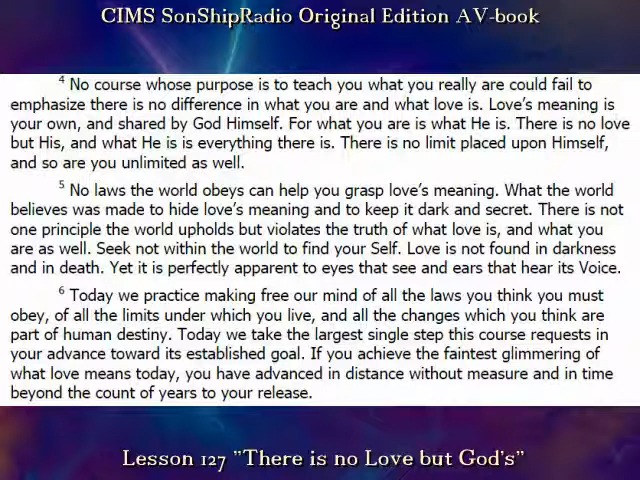 CIMS SonShipRadio Original Edition AV-book
4 No course whose purpose is to teach you what you really are could fail to
emphasize there is no difference in what you are and what love is. Love's meaning is
your own, and shared by God Himself. For what you are is what He is. There is no love
but His, and what He is is everything there is. There is no limit placed upon Himself,
and so are you unlimited as well.
5 No laws the world obeys can help you grasp love's meaning. What the world
believes was made to hide love's meaning and to keep it dark and secret. There is not
one principle the world upholds but violates the truth of what love is, and what you
are as well. Seek not within the world to find your Self. Love is not found in darkness
and in death. Yet it is perfectly apparent to eyes that see and ears that hear its Voice.
6 Today we practice making free our mind of all the laws you think you must
obey, of all the limits under which you live, and all the changes which you think are
part of human destiny. Today we take the largest single step this course requests in
your advance toward its established goal. If you achieve the faintest glimmering of
what love means today, you have advanced in distance without measure and in time
beyond the count of years to your release.
Lesson 127 "There is no Love but God's"